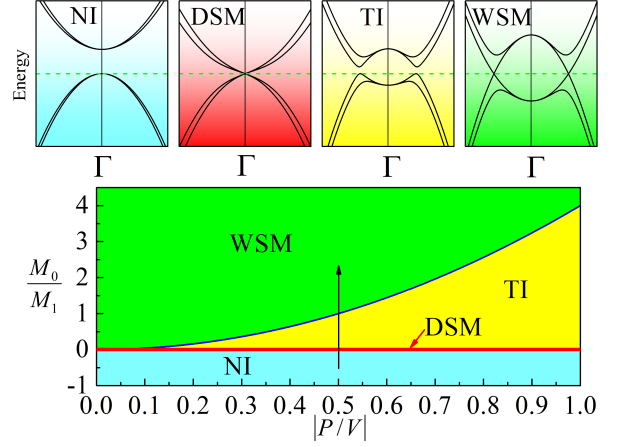 NI DSM TI WSM
Energy
Γ Γ Γ Γ
4
3
2
1
0
-1
M₀/M₁
WSM
TI
DSM
NI
0.0 0.1 0.2 0.3 0.4 0.5 0.6 0.7 0.8 0.9 1.0
|P/V|